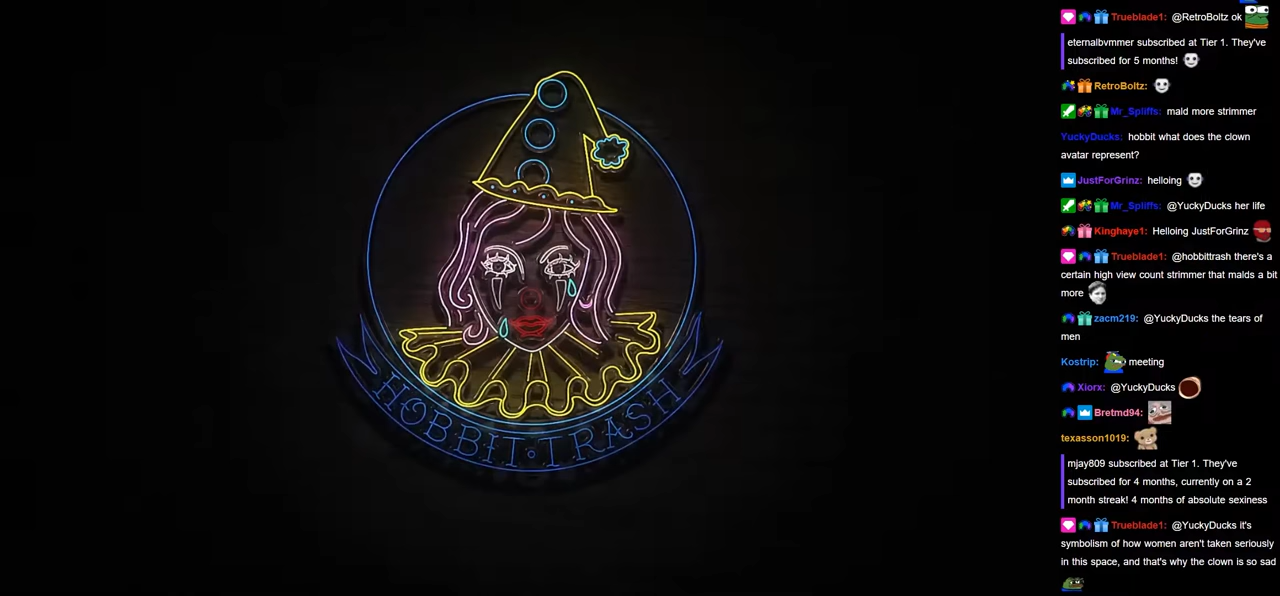 HOBBIT·TRASH
Trueblade1: @RetroBoltz ok
eternalbvmmer subscribed at Tier 1. They've
subscribed for 5 months!
RetroBoltz:
Mr_Spliffs: mald more strimmer
YuckyDucks: hobbit what does the clown
avatar represent?
JustForGrinz: helloing
Mr_Spliffs: @YuckyDucks her life
Kinghaye1: Helloing JustForGrinz
Trueblade1: @hobbittrash there's a
certain high view count strimmer that malds a bit
more
zacm219: @YuckyDucks the tears of
men
Kostrip: meeting
Xiorx: @YuckyDucks
Bretmd94:
texasson1019:
mjay809 subscribed at Tier 1. They've
subscribed for 4 months, currently on a 2
month streak! 4 months of absolute sexiness
Trueblade1: @YuckyDucks it's
symbolism of how women aren't taken seriously
in this space, and that's why the clown is so sad